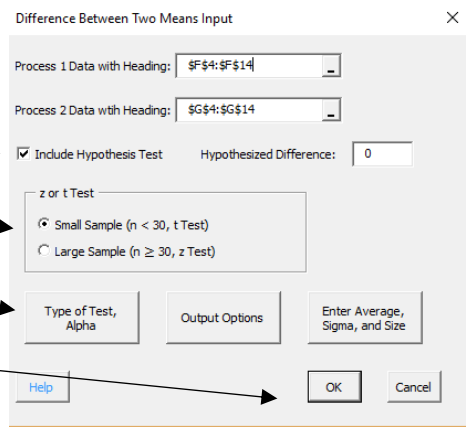 Difference Between Two Means Input
Process 1 Data with Heading: $F$4:$F$14 _
Process 2 Data wtih Heading: $G$4:$G$14 _
Include Hypothesis Test Hypothesized Difference: 0
z or t Test
Small Sample (n < 30, t Test)
Large Sample (n ≥ 30, z Test)
Type of Test,
Alpha
Output Options
Enter Average,
Sigma, and Size
Help OK Cancel